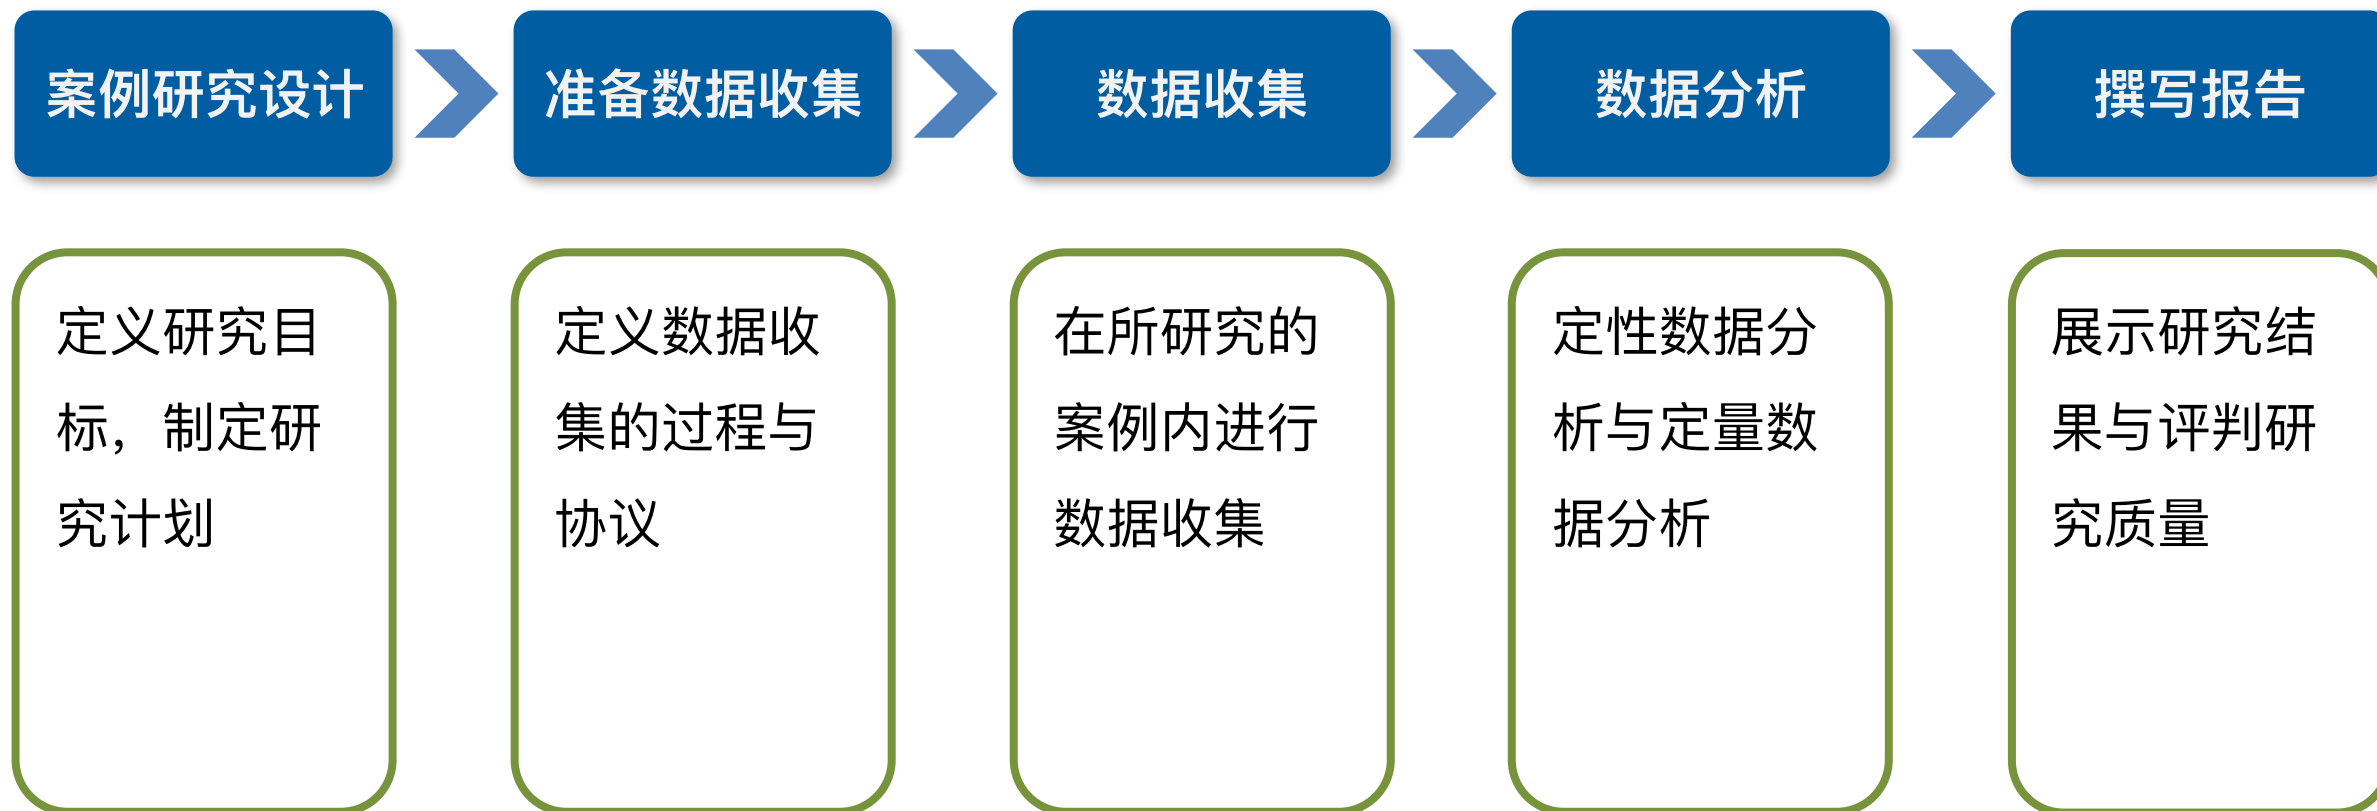 案例研究设计
准备数据收集
数据收集
数据分析
撰写报告
定义研究目
标，制定研
究计划
定义数据收
集的过程与
协议
在所研究的
案例内进行
数据收集
定性数据分
析与定量数
据分析
展示研究结
果与评判研
究质量